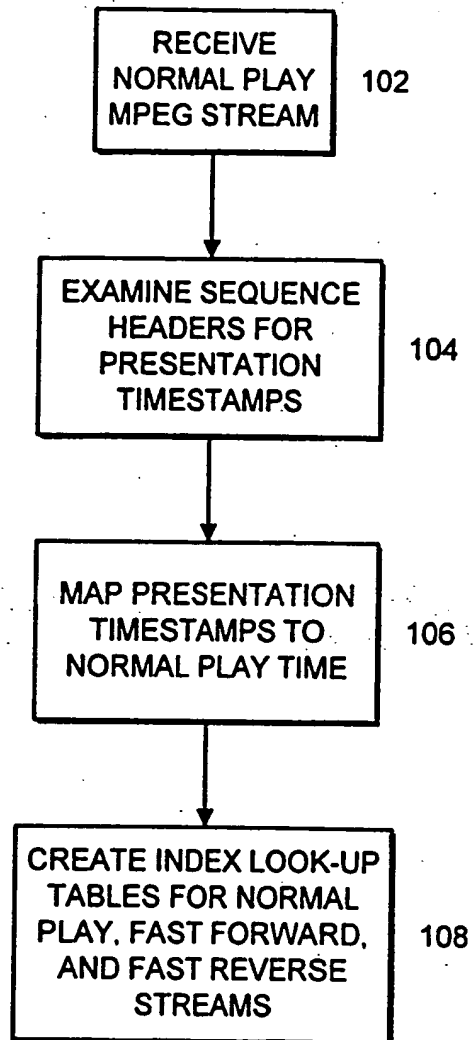 RECEIVE
NORMAL PLAY
MPEG STREAM
102
EXAMINE SEQUENCE
HEADERS FOR
PRESENTATION
TIMESTAMPS
104
MAP PRESENTATION
TIMESTAMPS TO
NORMAL PLAY TIME
106
CREATE INDEX LOOK-UP
TABLES FOR NORMAL
PLAY, FAST FORWARD,
AND FAST REVERSE
STREAMS
108